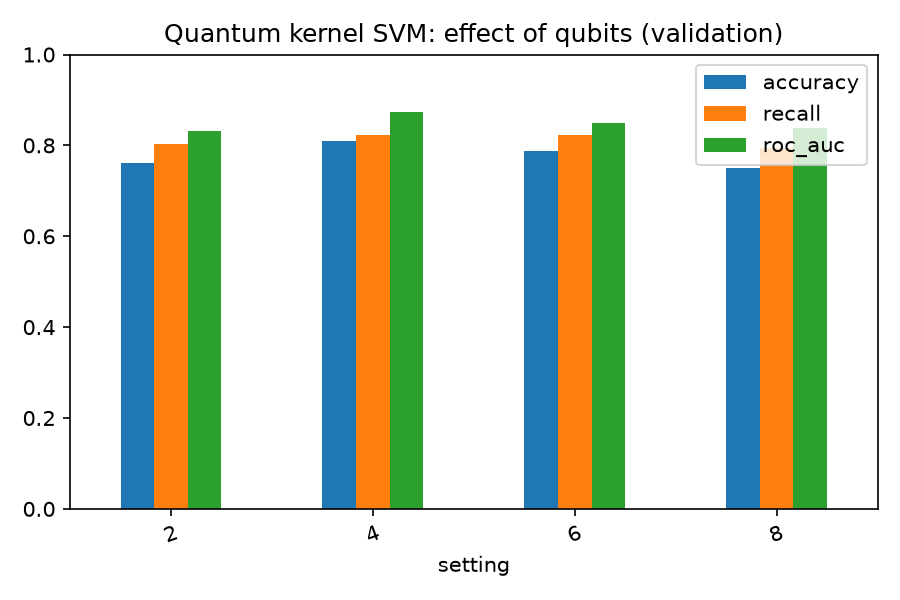 Quantum kernel SVM: effect of qubits (validation)
1.0
0.8
0.6
0.4
0.2
0.0
accuracy
recall
roc_auc
2
4
6
8
setting